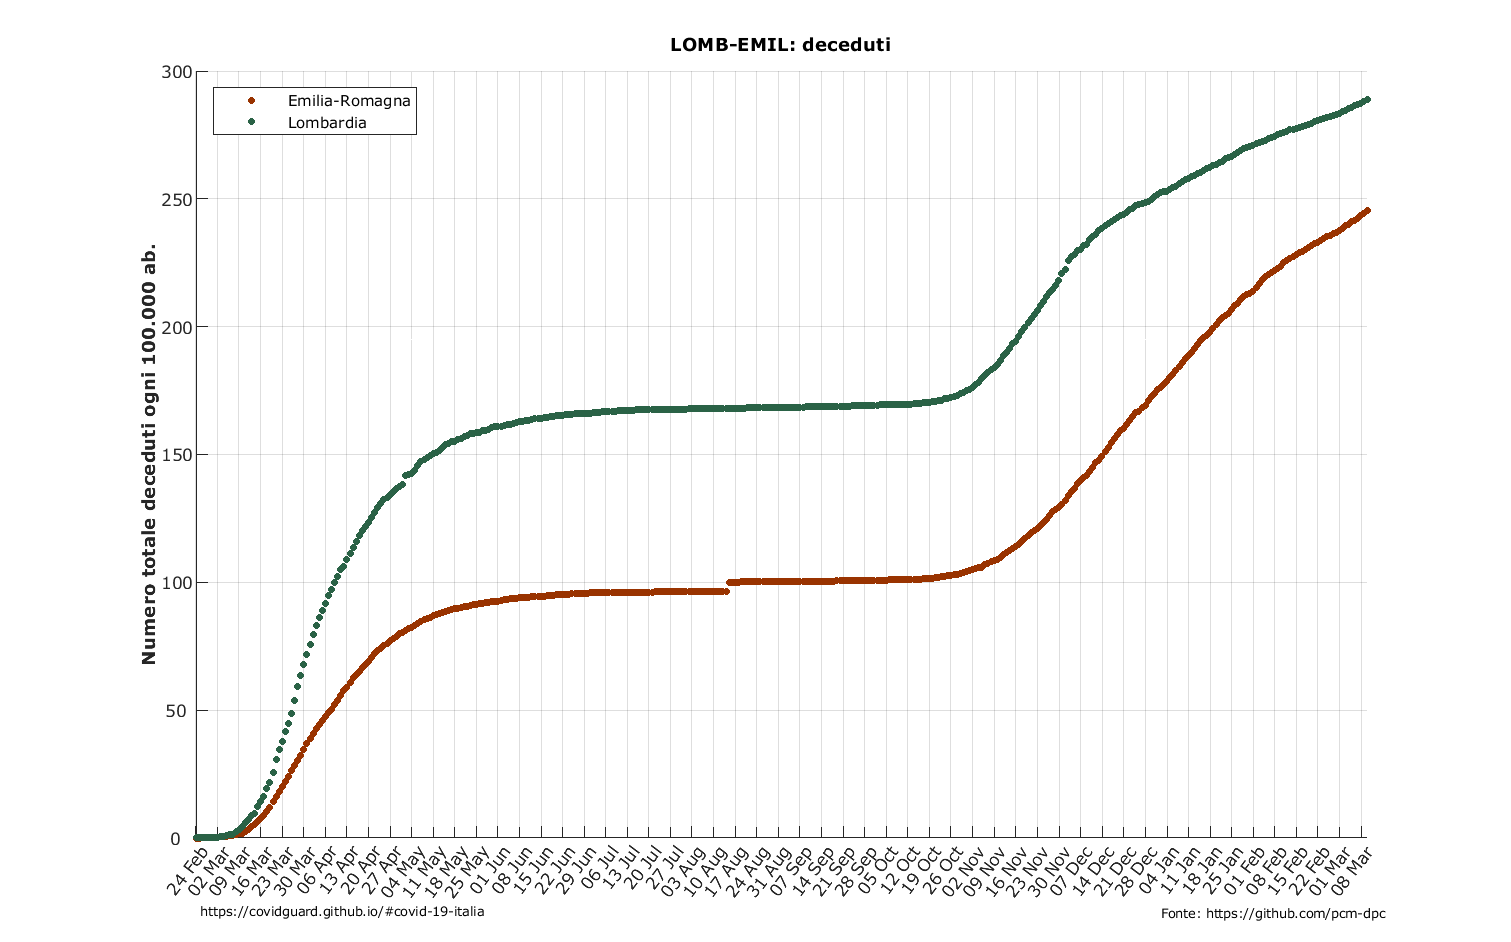 LOMB-EMIL: deceduti
Numero totale deceduti ogni 100.000 ab.
300
250
200
150
100
50
0
Emilia-Romagna
Lombardia
24 Feb
02 Mar
09 Mar
16 Mar
23 Mar
30 Mar
06 Apr
13 Apr
20 Apr
27 Apr
04 May
11 May
18 May
25 May
01 Jun
08 Jun
15 Jun
22 Jun
29 Jun
06 Jul
13 Jul
20 Jul
27 Jul
03 Aug
10 Aug
17 Aug
24 Aug
31 Aug
07 Sep
14 Sep
21 Sep
28 Sep
05 Oct
12 Oct
19 Oct
26 Oct
02 Nov
09 Nov
16 Nov
23 Nov
30 Nov
07 Dec
14 Dec
21 Dec
28 Dec
04 Jan
11 Jan
18 Jan
25 Jan
01 Feb
08 Feb
15 Feb
22 Feb
01 Mar
08 Mar
https://covidguard.github.io/#covid-19-italia
Fonte: https://github.com/pcm-dpc